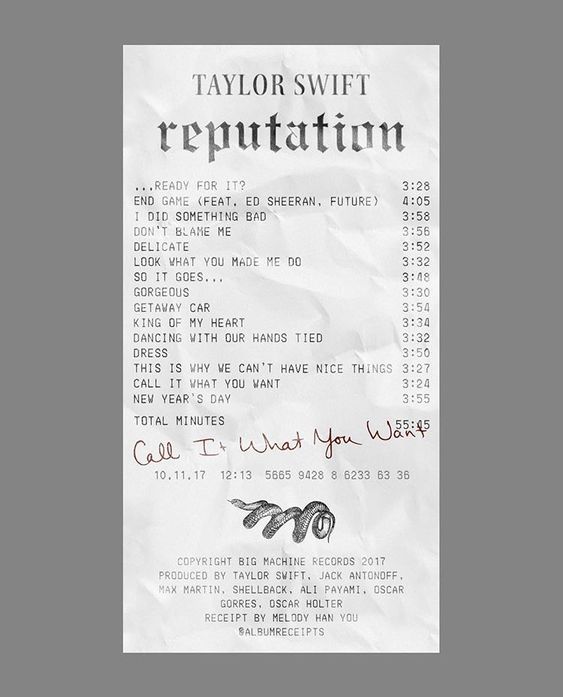 TAYLOR SWIFT
reputation
...READY FOR IT? 3:28
END GAME (FEAT. ED SHEERAN, FUTURE) 4:05
I DID SOMETHING BAD 3:58
DON'T BLAME ME 3:56
DELICATE 3:52
LOOK WHAT YOU MADE ME DO 3:32
SO IT GOES... 3:48
GORGEOUS 3:30
GETAWAY CAR 3:54
KING OF MY HEART 3:34
DANCING WITH OUR HANDS TIED 3:32
DRESS 3:50
THIS IS WHY WE CAN'T HAVE NICE THINGS 3:27
CALL IT WHAT YOU WANT 3:24
NEW YEAR'S DAY 3:55
TOTAL MINUTES 55:45
Call It What You Want
10.11.17 12:13 5665 9428 8 6233 63 36
COPYRIGHT BIG MACHINE RECORDS 2017
PRODUCED BY TAYLOR SWIFT, JACK ANTONOFF,
MAX MARTIN, SHELLBACK, ALI PAYAMI, OSCAR
GORRES, OSCAR HOLTER
RECEIPT BY MELODY HAN YOU
@ALBUMRECEIPTS